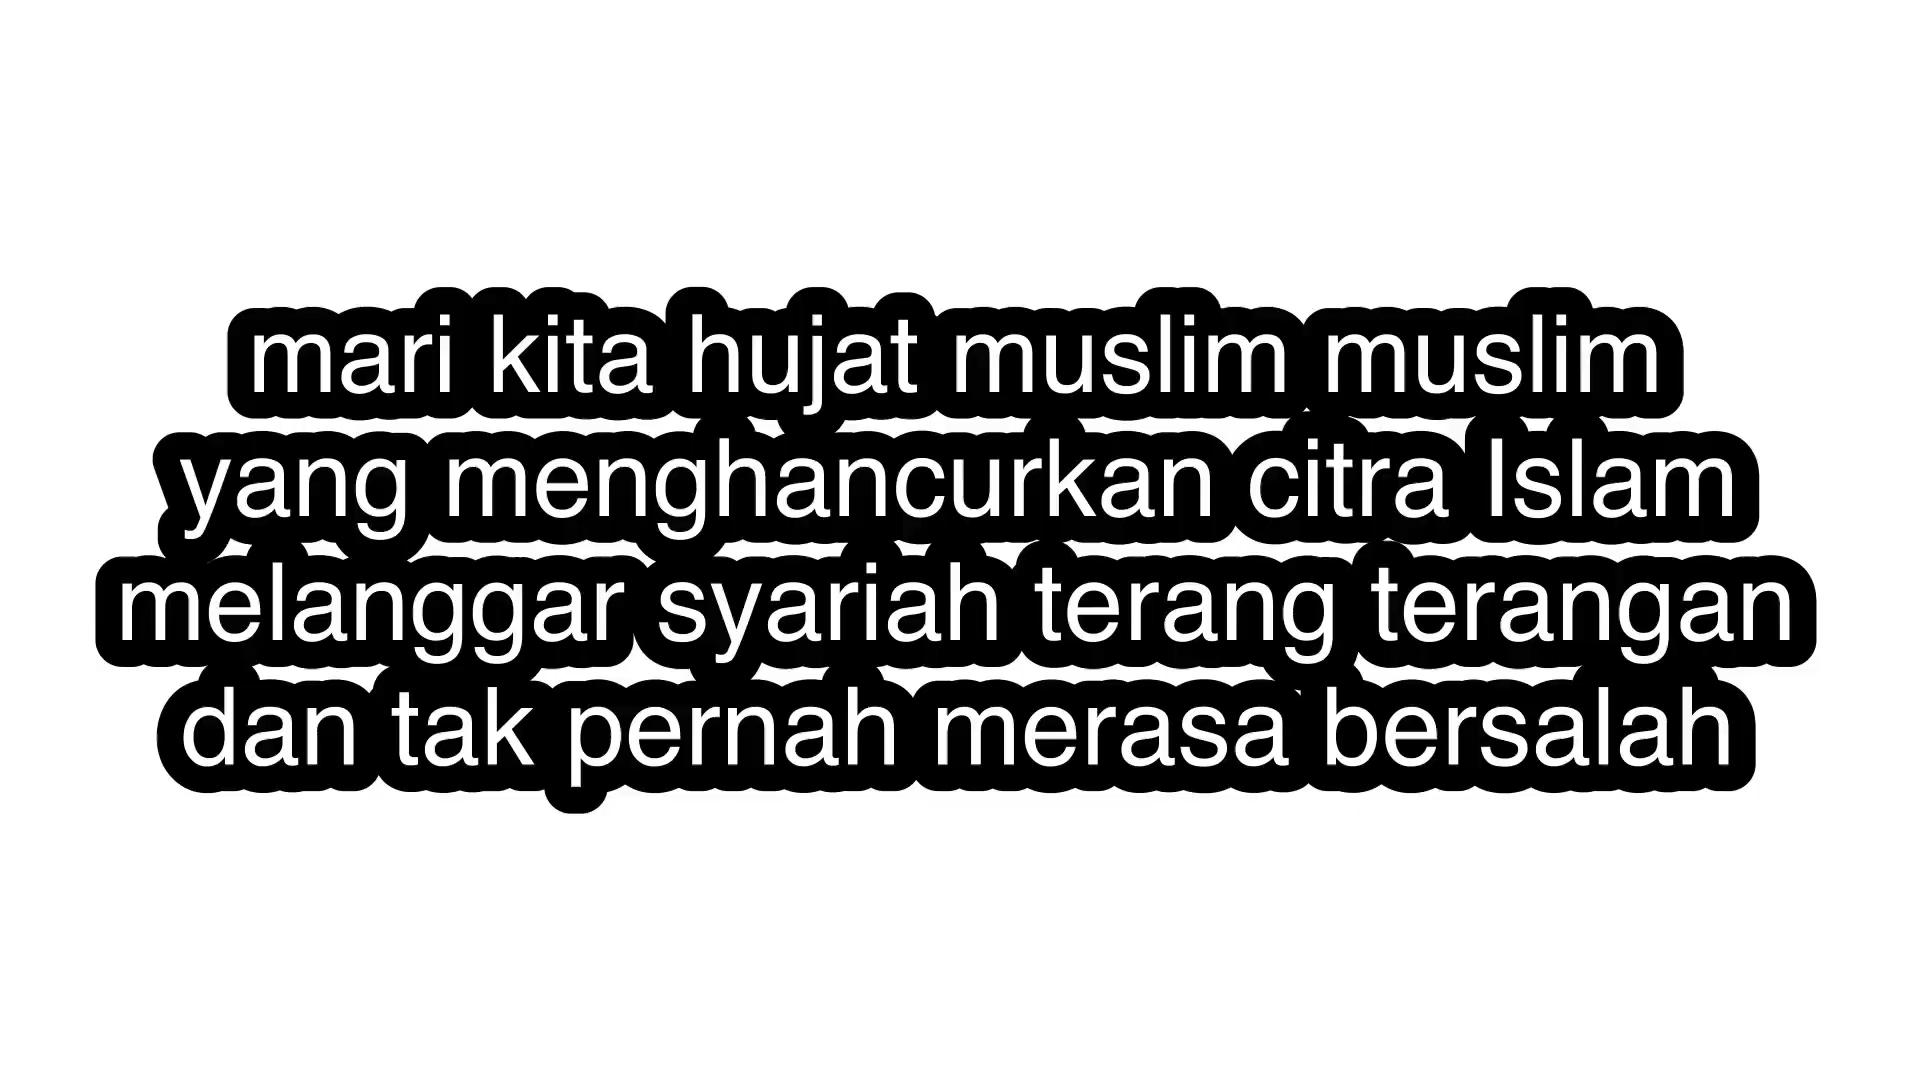 mari kita hujat muslim muslim
yang menghancurkan citra Islam
melanggar syariah terang terangan
dan tak pernah merasa bersalah